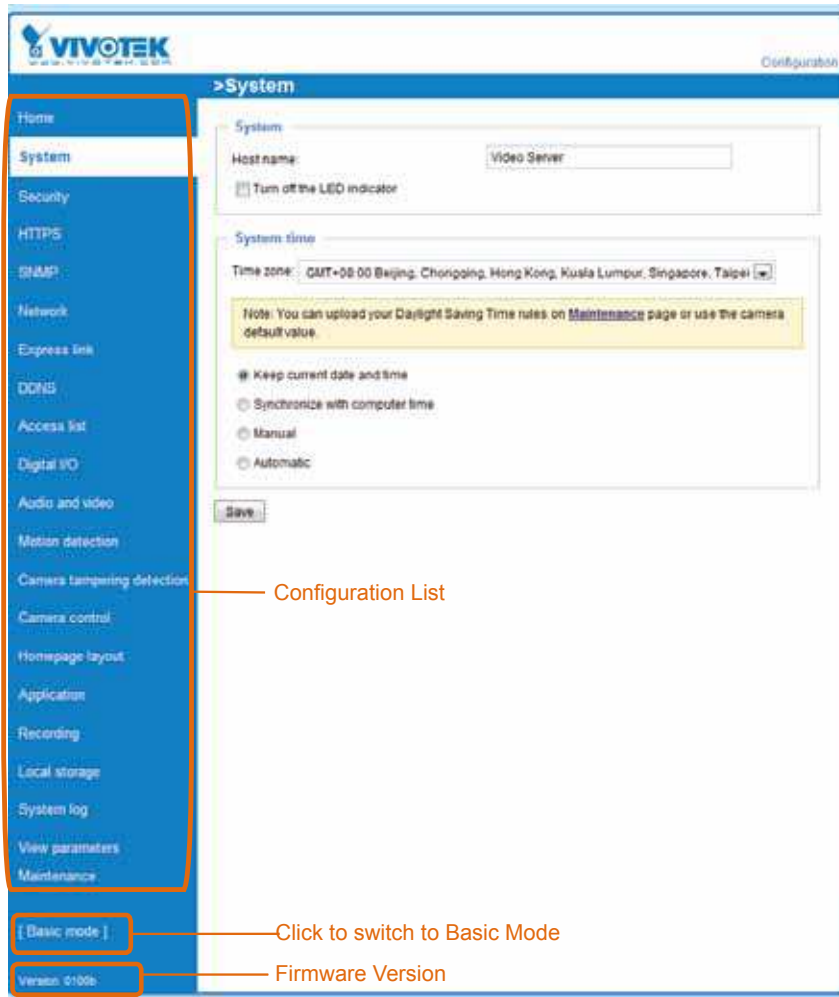 VIVOTEK
WWW.VIVOTEK.COM
Configuration
>System
Home
System
Security
HTTPS
SNMP
Network
Express link
DDNS
Access list
Digital I/O
Audio and video
Motion detection
Camera tampering detection
Camera control
Homepage layout
Application
Recording
Local storage
System log
View parameters
Maintenance
[ Basic mode ]
Version: 0100b
System
Host name: Video Server
Turn off the LED indicator
System time
Time zone: GMT+08:00 Beijing, Chongqing, Hong Kong, Kuala Lumpur, Singapore, Taipei
Note: You can upload your Daylight Saving Time rules on Maintenance page or use the camera
default value.
Keep current date and time
Synchronize with computer time
Manual
Automatic
Save
Configuration List
Click to switch to Basic Mode
Firmware Version